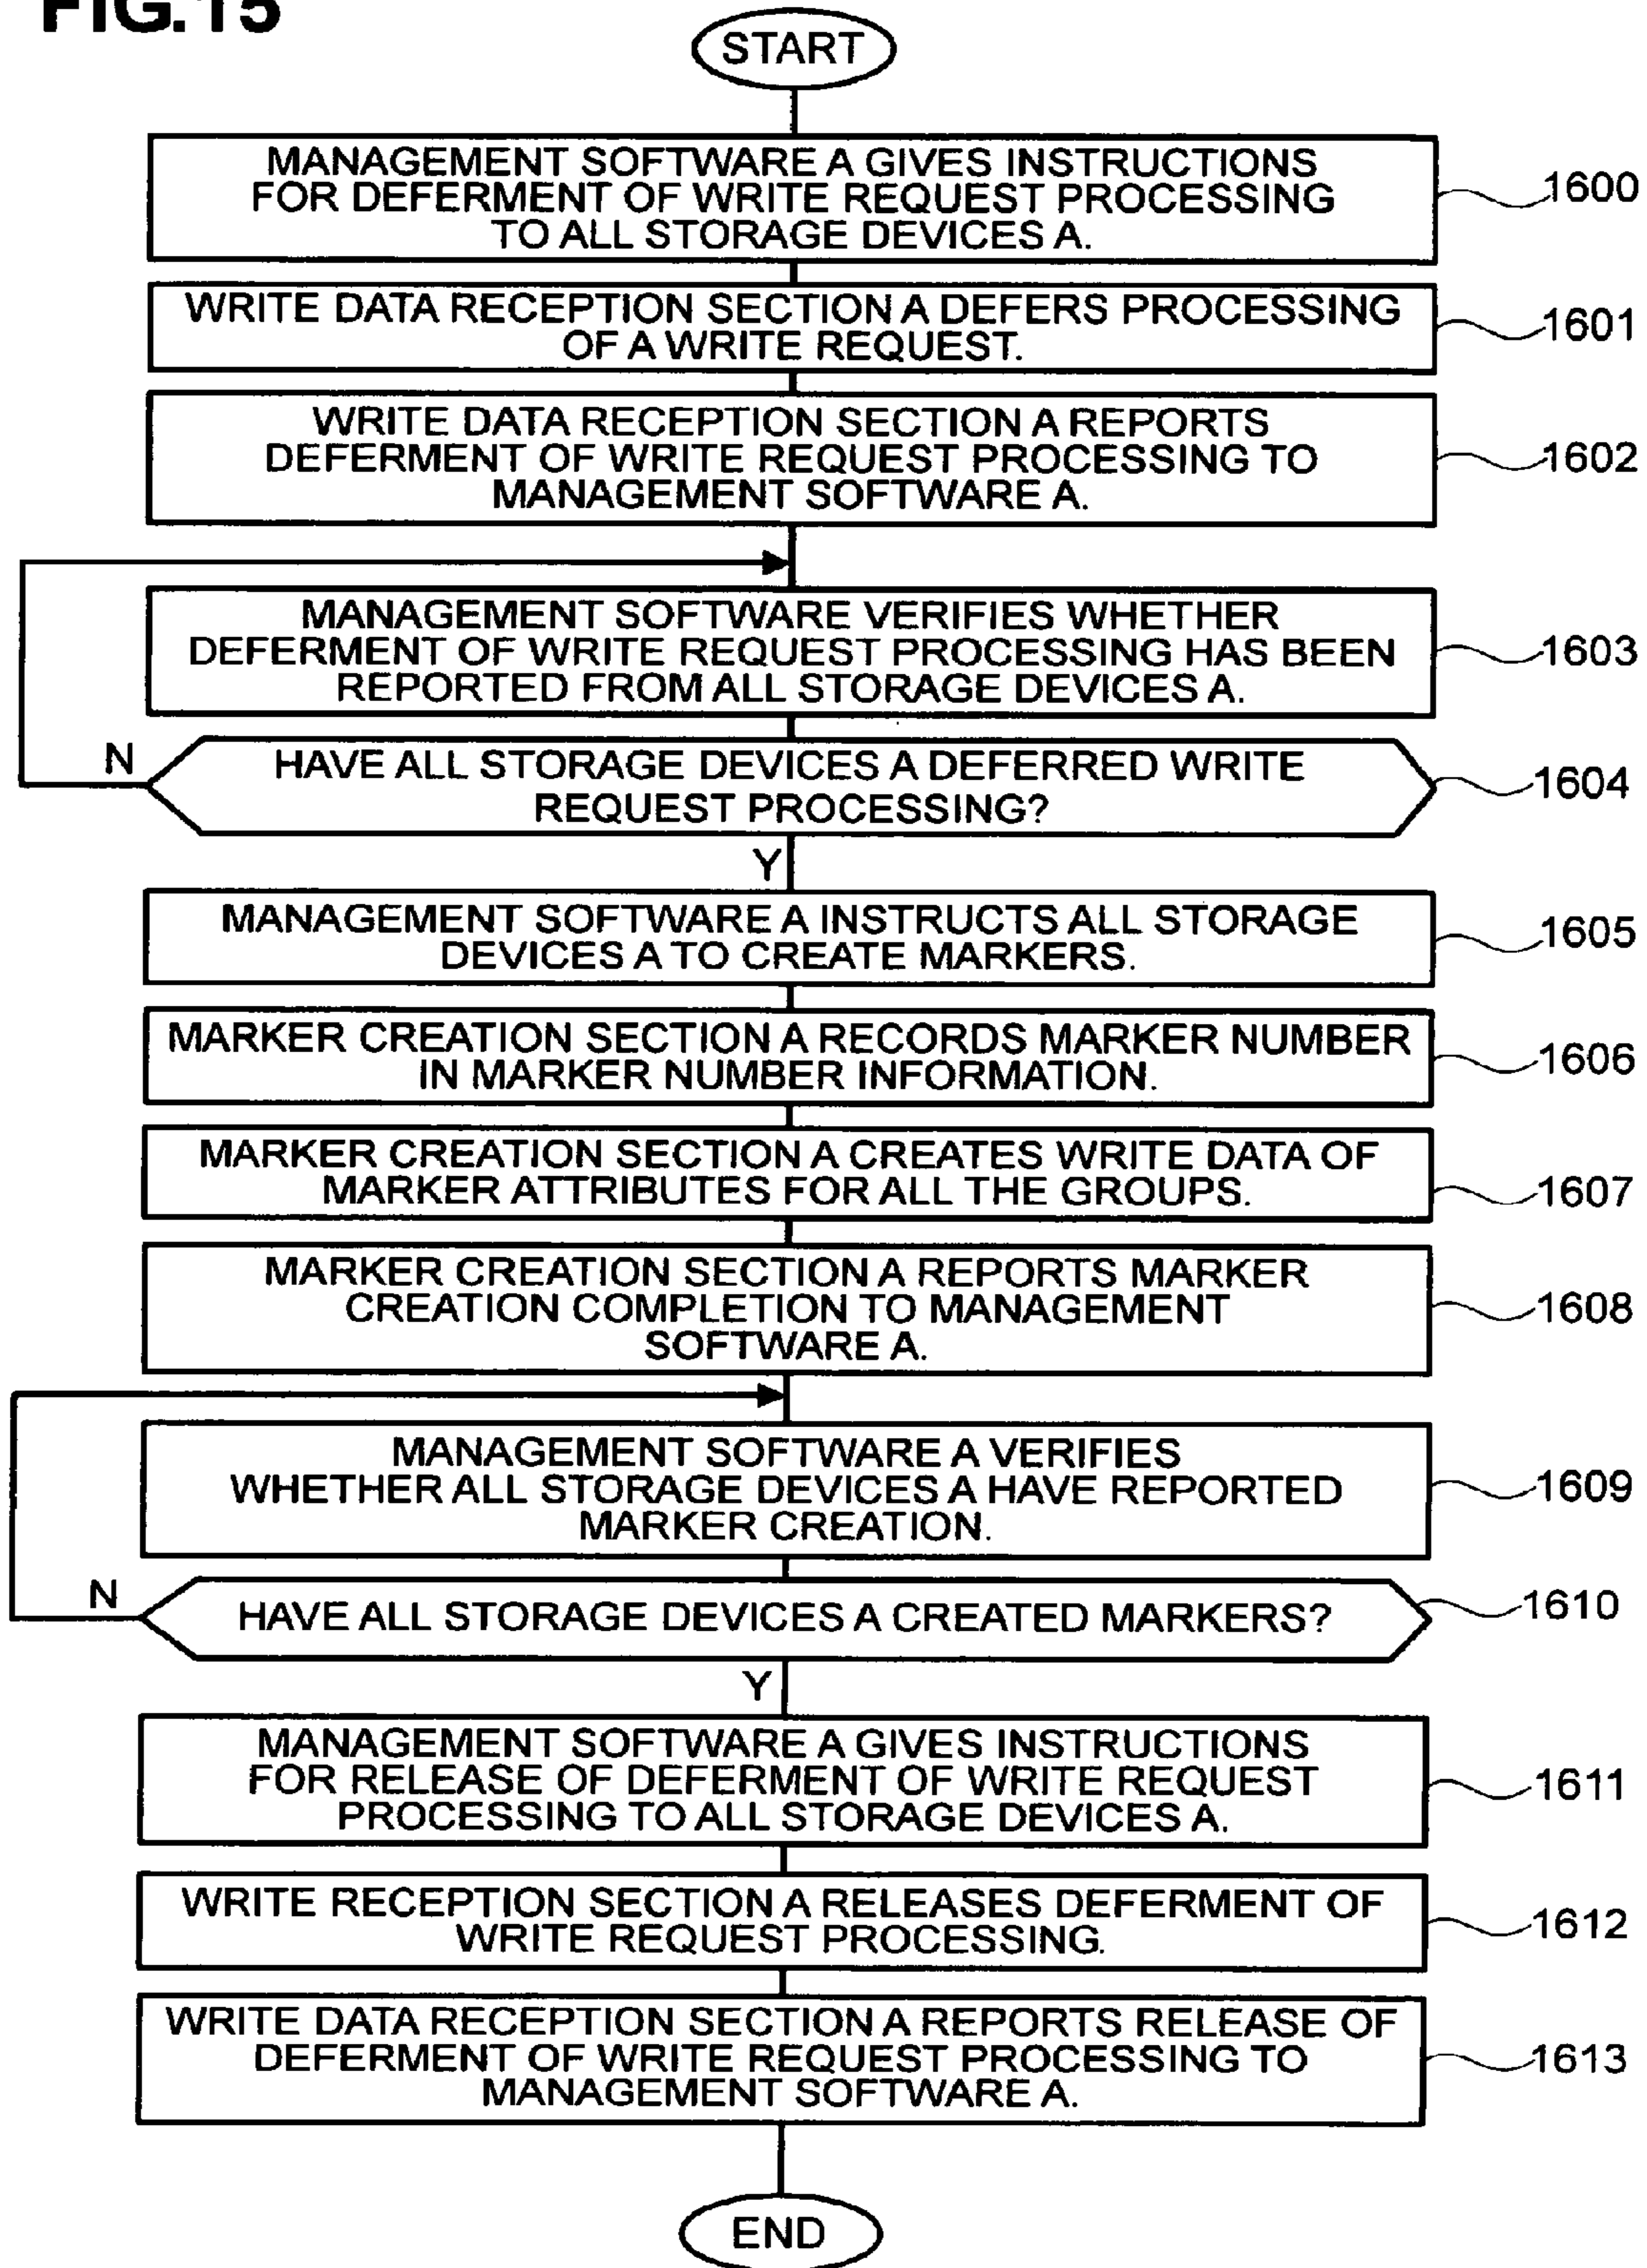 FIG.15
START
MANAGEMENT SOFTWARE A GIVES INSTRUCTIONS
FOR DEFERMENT OF WRITE REQUEST PROCESSING
TO ALL STORAGE DEVICES A.
1600
WRITE DATA RECEPTION SECTION A DEFERS PROCESSING
OF A WRITE REQUEST.
1601
WRITE DATA RECEPTION SECTION A REPORTS
DEFERMENT OF WRITE REQUEST PROCESSING TO
MANAGEMENT SOFTWARE A.
1602
MANAGEMENT SOFTWARE VERIFIES WHETHER
DEFERMENT OF WRITE REQUEST PROCESSING HAS BEEN
REPORTED FROM ALL STORAGE DEVICES A.
1603
N
HAVE ALL STORAGE DEVICES A DEFERRED WRITE
REQUEST PROCESSING?
1604
Y
MANAGEMENT SOFTWARE A INSTRUCTS ALL STORAGE
DEVICES A TO CREATE MARKERS.
1605
MARKER CREATION SECTION A RECORDS MARKER NUMBER
IN MARKER NUMBER INFORMATION.
1606
MARKER CREATION SECTION A CREATES WRITE DATA OF
MARKER ATTRIBUTES FOR ALL THE GROUPS.
1607
MARKER CREATION SECTION A REPORTS MARKER
CREATION COMPLETION TO MANAGEMENT
SOFTWARE A.
1608
MANAGEMENT SOFTWARE A VERIFIES
WHETHER ALL STORAGE DEVICES A HAVE REPORTED
MARKER CREATION.
1609
N
HAVE ALL STORAGE DEVICES A CREATED MARKERS?
1610
Y
MANAGEMENT SOFTWARE A GIVES INSTRUCTIONS
FOR RELEASE OF DEFERMENT OF WRITE REQUEST
PROCESSING TO ALL STORAGE DEVICES A.
1611
WRITE RECEPTION SECTION A RELEASES DEFERMENT OF
WRITE REQUEST PROCESSING.
1612
WRITE DATA RECEPTION SECTION A REPORTS RELEASE OF
DEFERMENT OF WRITE REQUEST PROCESSING TO
MANAGEMENT SOFTWARE A.
1613
END